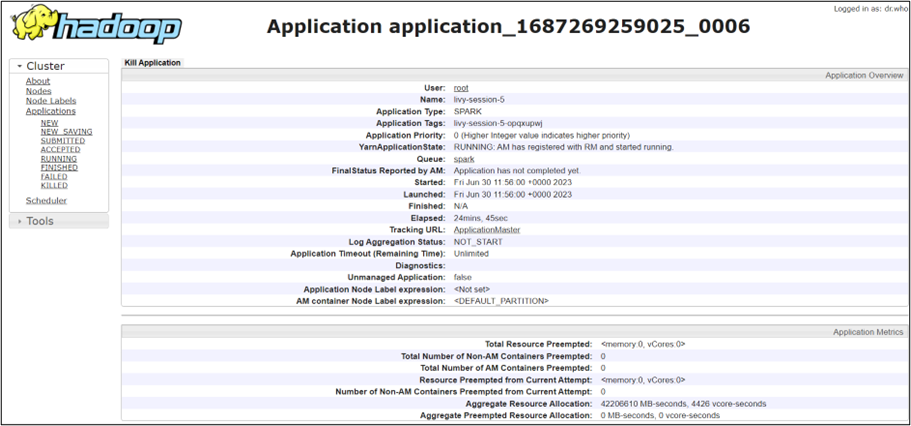 Logged in as: dr.who
hadoop
Application application_1687269259025_0006
Cluster
About
Nodes
Node Labels
Applications
NEW
NEW_SAVING
SUBMITTED
ACCEPTED
RUNNING
FINISHED
FAILED
KILLED
Scheduler
Tools
Kill Application
Application Overview
User: root
Name: livy-session-5
Application Type: SPARK
Application Tags: livy-session-5-opqxupwj
Application Priority: 0 (Higher Integer value indicates higher priority)
YarnApplicationState: RUNNING: AM has registered with RM and started running.
Queue: spark
FinalStatus Reported by AM: Application has not completed yet.
Started: Fri Jun 30 11:56:00 +0000 2023
Launched: Fri Jun 30 11:56:00 +0000 2023
Finished: N/A
Elapsed: 24mins, 45sec
Tracking URL: ApplicationMaster
Log Aggregation Status: NOT_START
Application Timeout (Remaining Time): Unlimited
Diagnostics:
Unmanaged Application: false
Application Node Label expression: <Not set>
AM container Node Label expression: <DEFAULT_PARTITION>
Application Metrics
Total Resource Preempted: <memory:0, vCores:0>
Total Number of Non-AM Containers Preempted: 0
Total Number of AM Containers Preempted: 0
Resource Preempted from Current Attempt: <memory:0, vCores:0>
Number of Non-AM Containers Preempted from Current Attempt: 0
Aggregate Resource Allocation: 42206610 MB-seconds, 4426 vcore-seconds
Aggregate Preempted Resource Allocation: 0 MB-seconds, 0 vcore-seconds